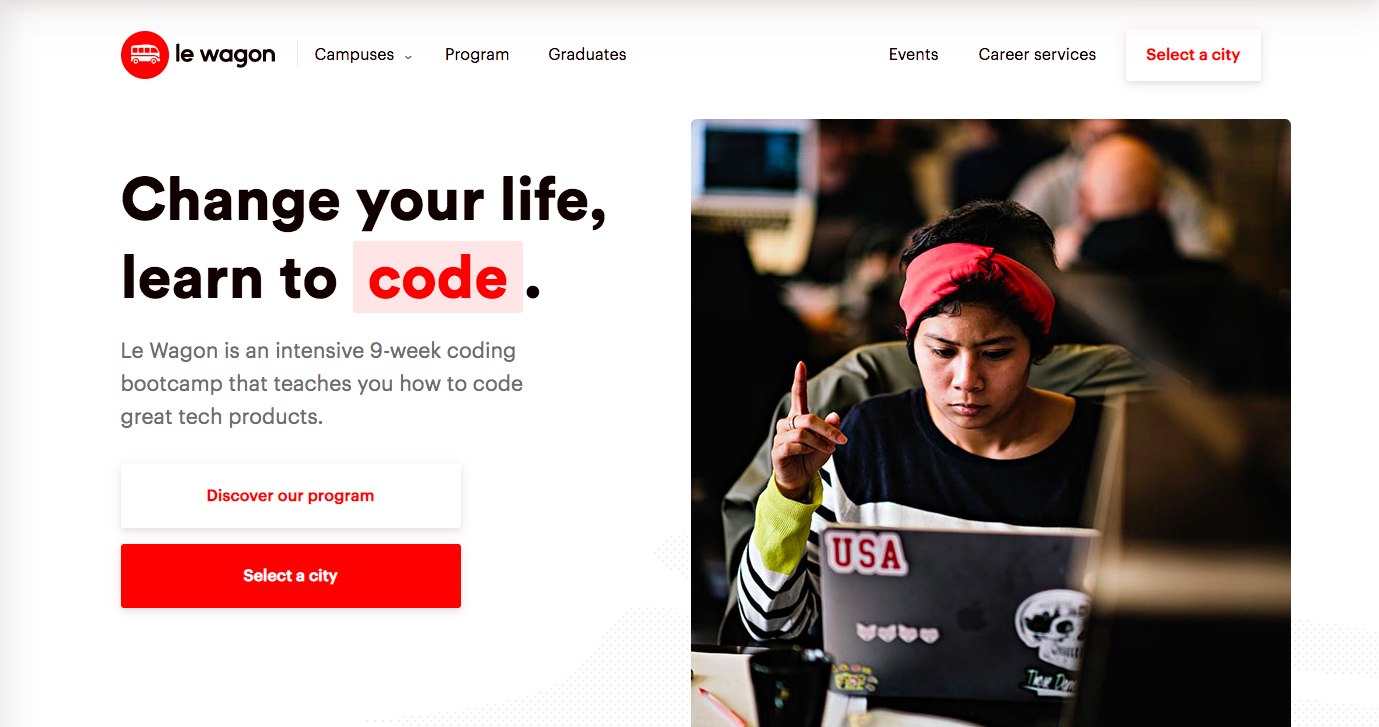 le wagon
Campuses
Program
Graduates
Events
Career services
Select a city
Change your life,
learn to code.
Le Wagon is an intensive 9-week coding
bootcamp that teaches you how to code
great tech products.
Discover our program
Select a city
USA